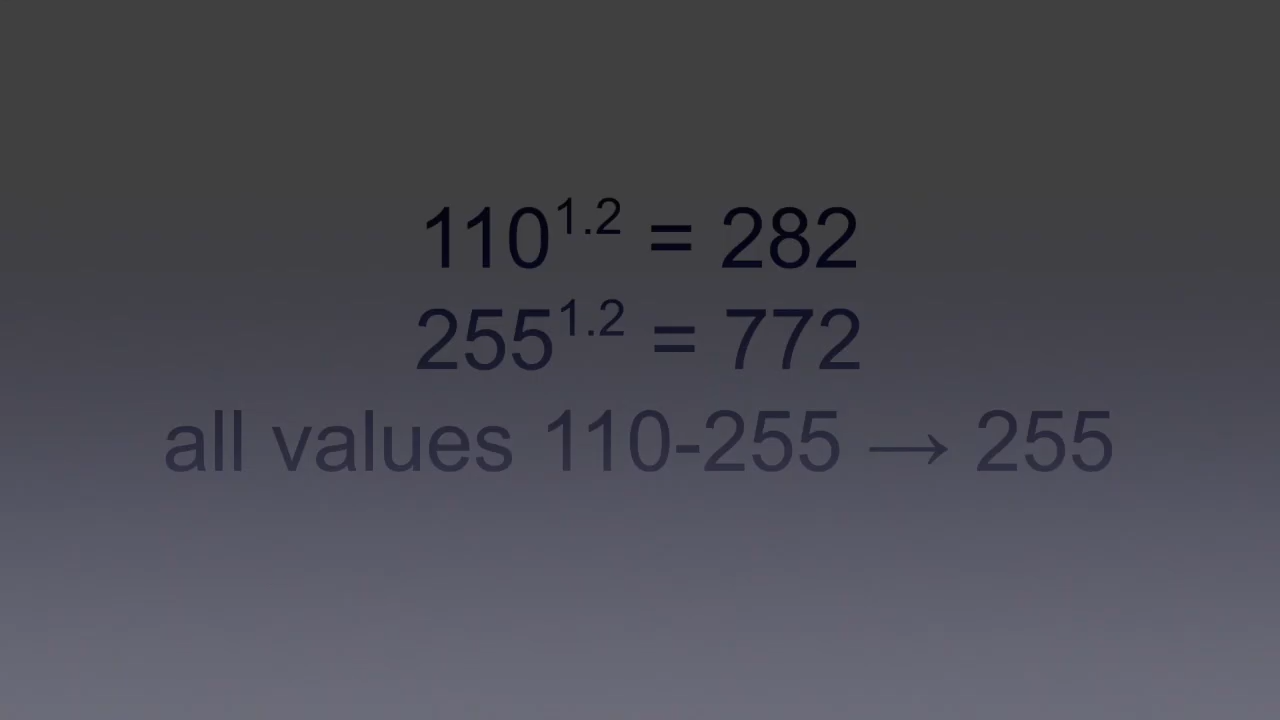 110^1.2 = 282
255^1.2 = 772
all values 110-255 → 255